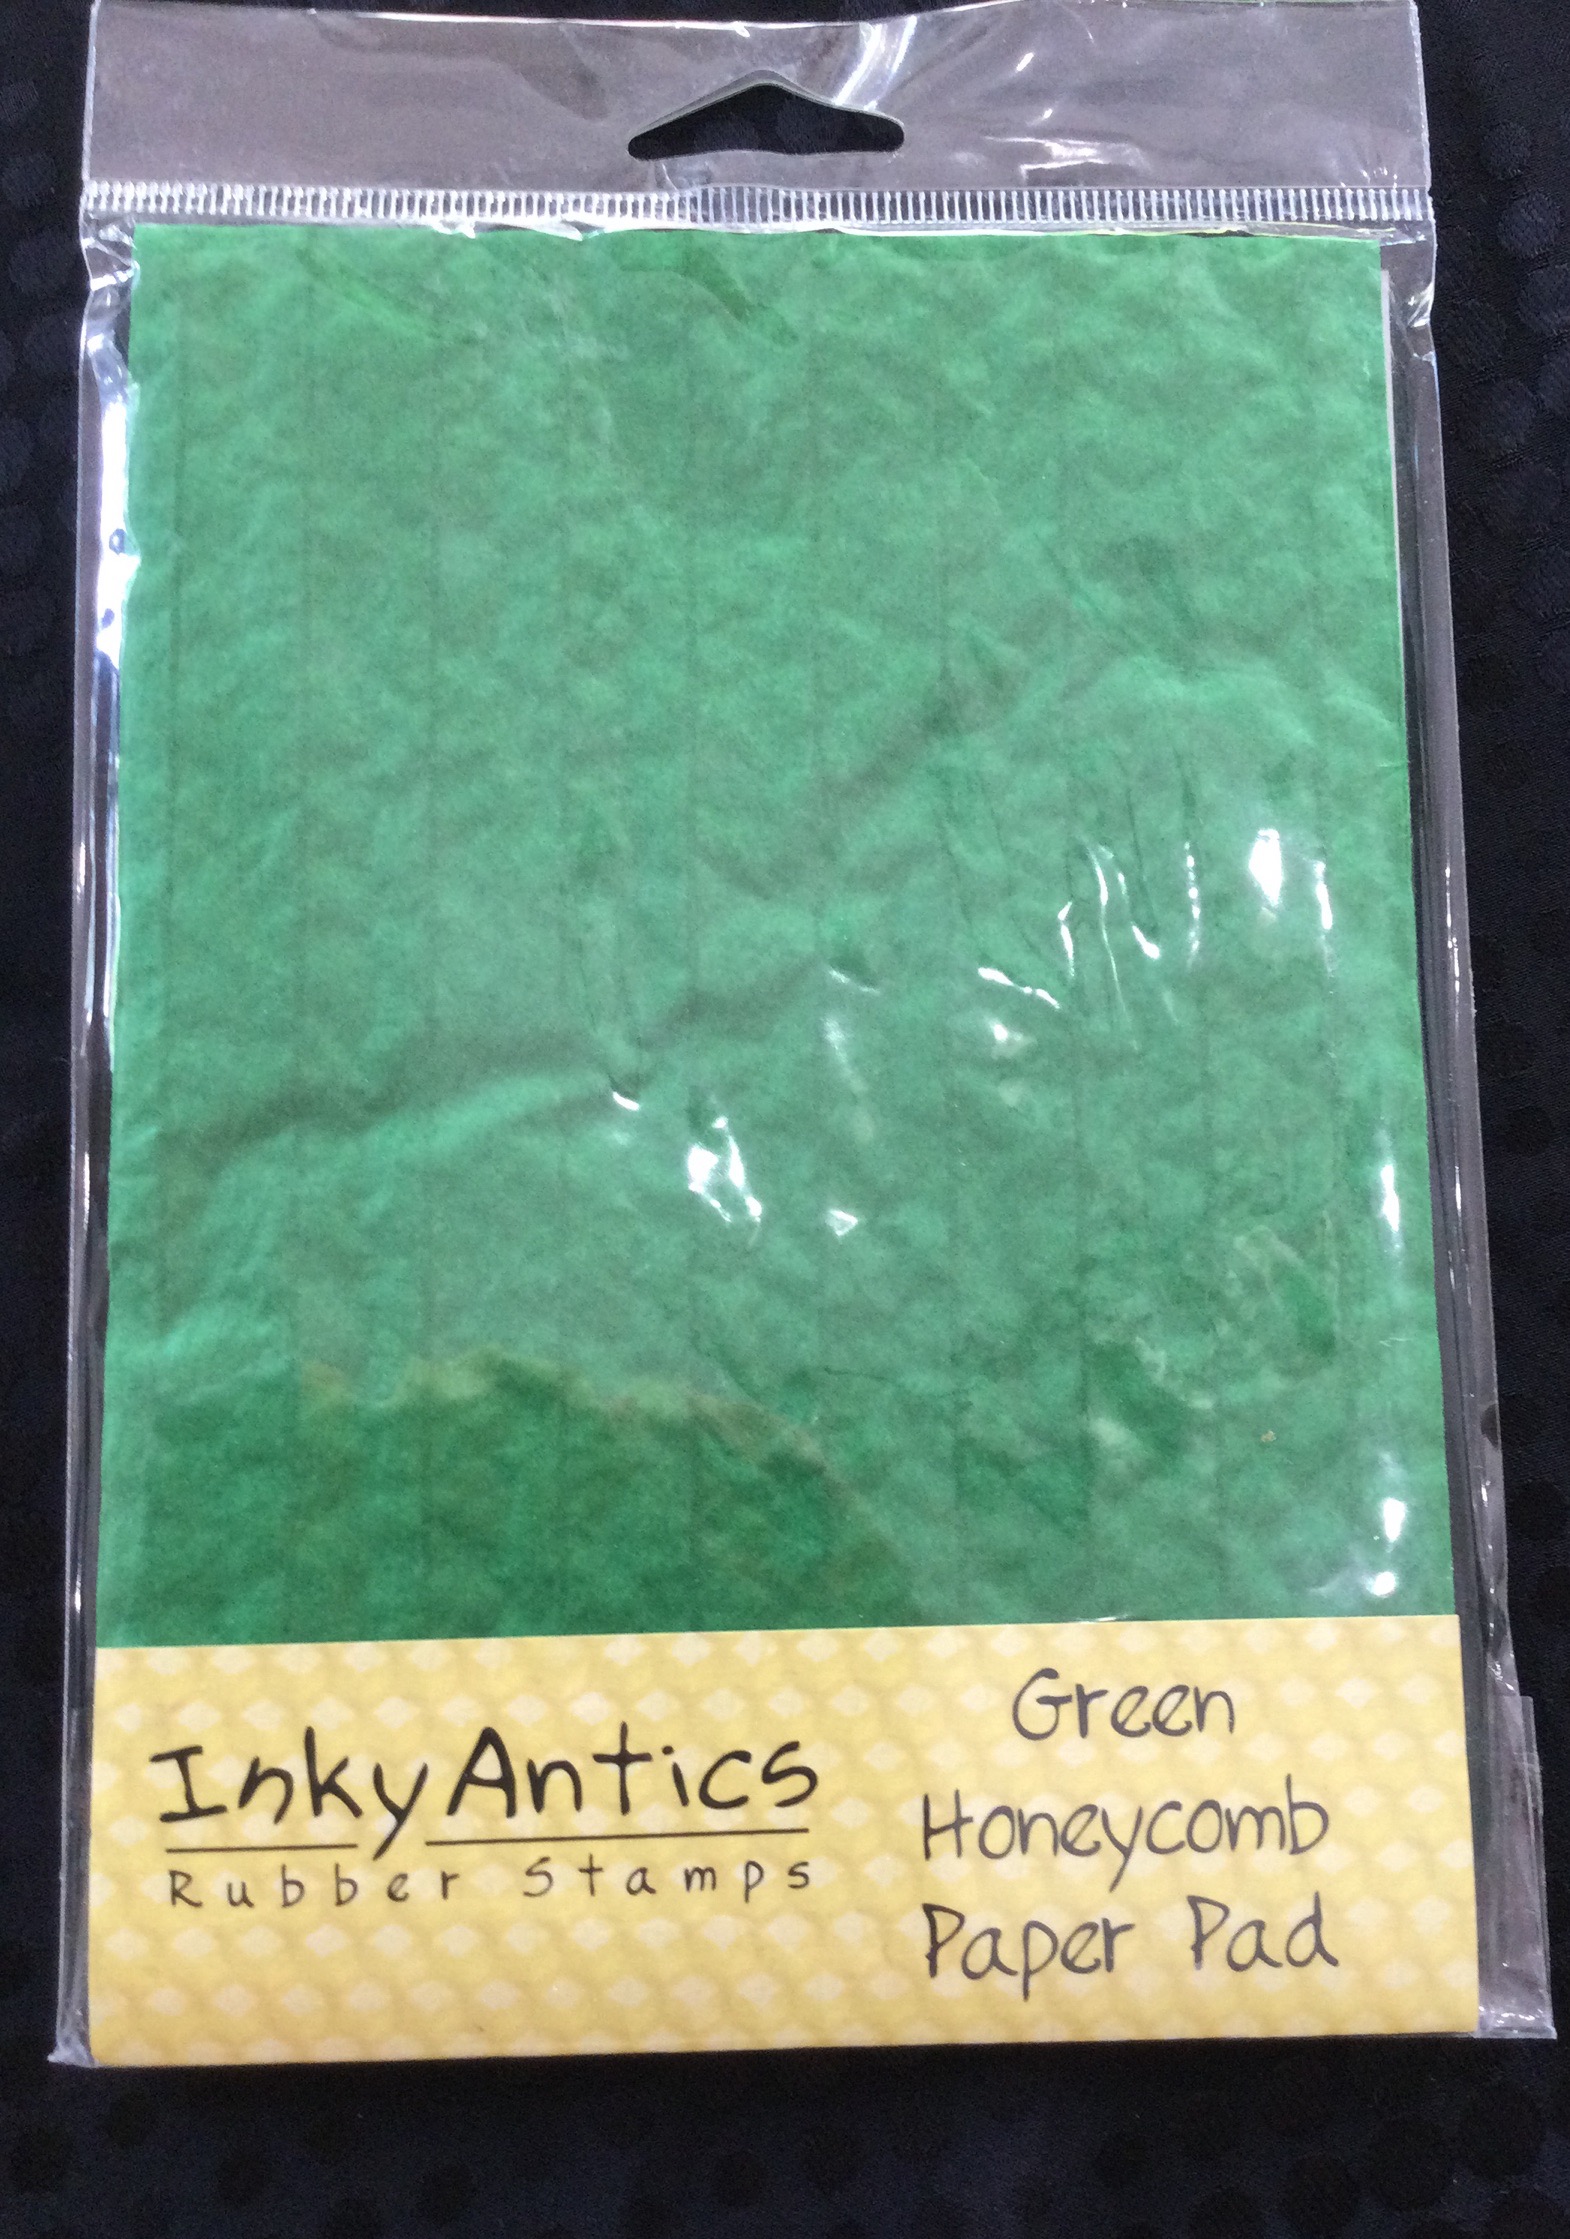 InkyAntics
Rubber Stamps
Green
Honeycomb
Paper Pad